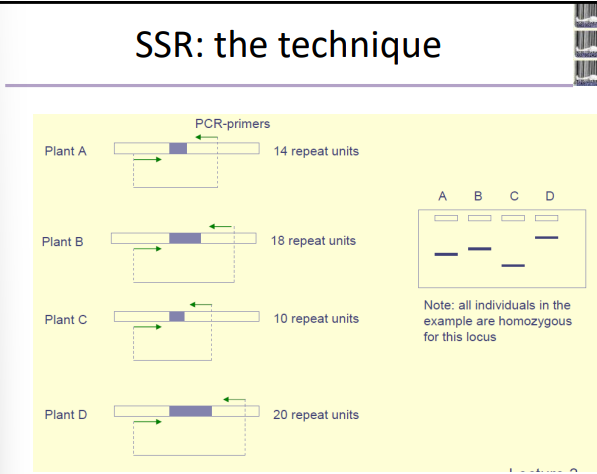 SSR: the technique
PCR-primers
Plant A
14 repeat units
Plant B
18 repeat units
Plant C
10 repeat units
Plant D
20 repeat units
A B C D
Note: all individuals in the
example are homozygous
for this locus